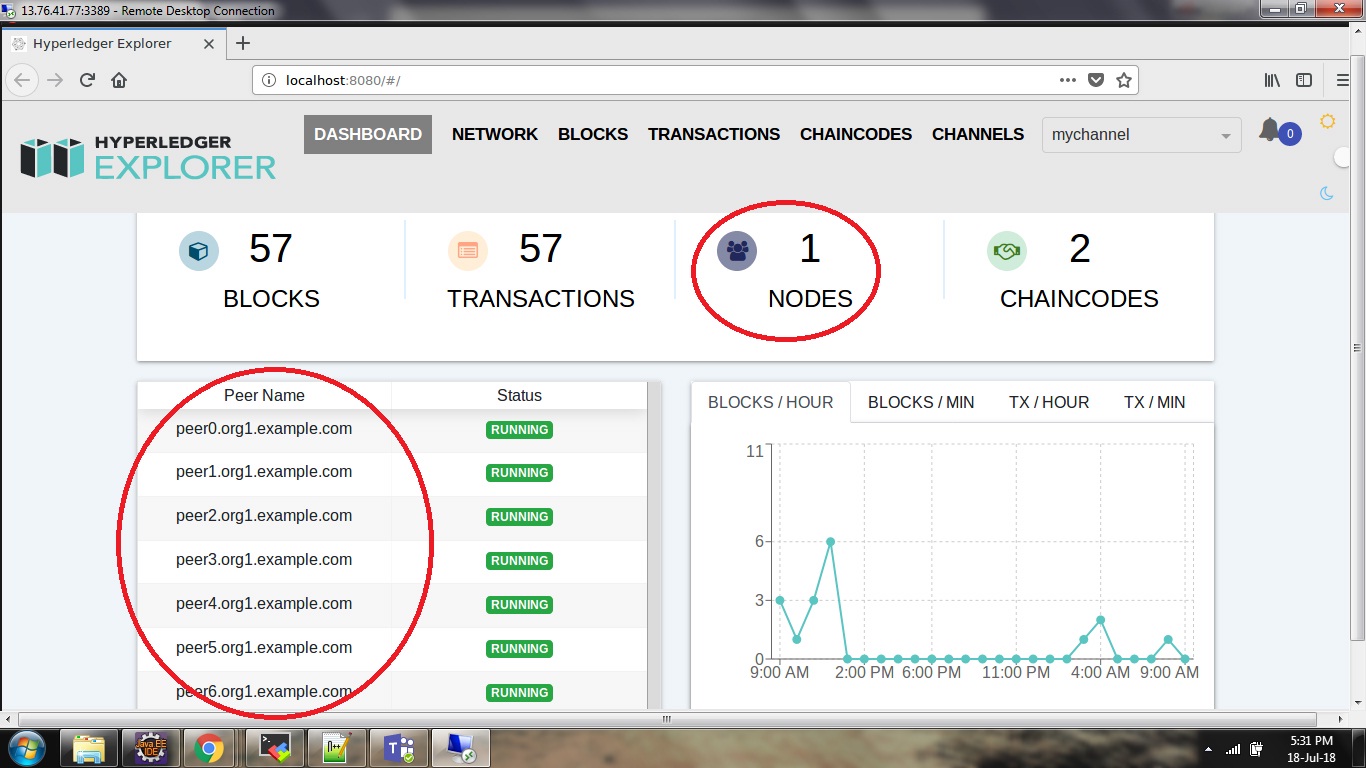 13.76.41.77:3389 - Remote Desktop Connection
Hyperledger Explorer
localhost:8080/#/
HYPERLEDGER
EXPLORER
DASHBOARD NETWORK BLOCKS TRANSACTIONS CHAINCODES CHANNELS mychannel 0
57 57 1 2
BLOCKS TRANSACTIONS NODES CHAINCODES
Peer Name Status
peer0.org1.example.com RUNNING
peer1.org1.example.com RUNNING
peer2.org1.example.com RUNNING
peer3.org1.example.com RUNNING
peer4.org1.example.com RUNNING
peer5.org1.example.com RUNNING
peer6.org1.example.com RUNNING
BLOCKS / HOUR BLOCKS / MIN TX / HOUR TX / MIN
11
6
3
0
9:00 AM 2:00 PM 6:00 PM 11:00 PM 4:00 AM 9:00 AM
Java EE
IDE
5:31 PM
18-Jul-18